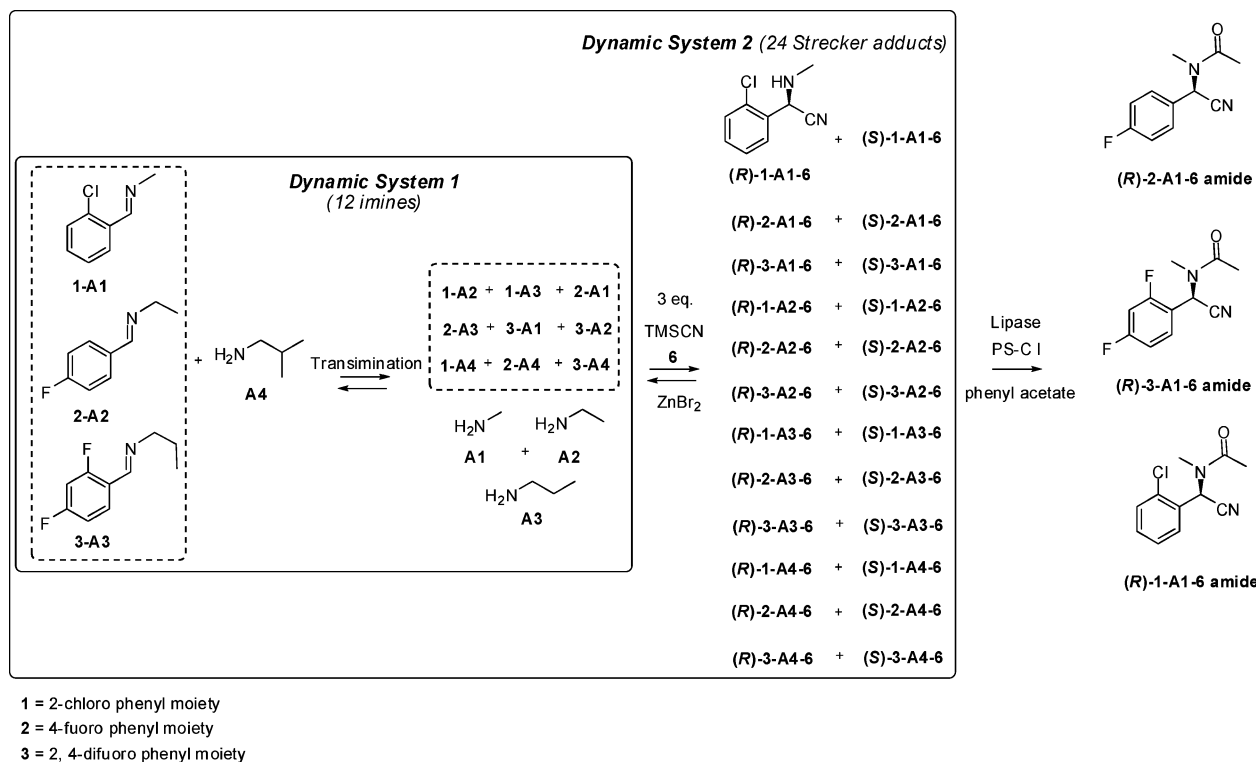 Dynamic System 2 (24 Strecker adducts)
Dynamic System 1
(12 imines)
Cl
N
1-A1
N
F
2-A2
F
N
F
3-A3
+
H2N
A4
Transimination
1-A2 + 1-A3 + 2-A1
2-A3 + 3-A1 + 3-A2
1-A4 + 2-A4 + 3-A4
H2N
A1
+
H2N
A2
H2N
A3
3 eq.
TMSCN
6
ZnBr2
Cl
HN
CN
(R)-1-A1-6
+ (S)-1-A1-6
(R)-2-A1-6 + (S)-2-A1-6
(R)-3-A1-6 + (S)-3-A1-6
(R)-1-A2-6 + (S)-1-A2-6
(R)-2-A2-6 + (S)-2-A2-6
(R)-3-A2-6 + (S)-3-A2-6
(R)-1-A3-6 + (S)-1-A3-6
(R)-2-A3-6 + (S)-2-A3-6
(R)-3-A3-6 + (S)-3-A3-6
(R)-1-A4-6 + (S)-1-A4-6
(R)-2-A4-6 + (S)-2-A4-6
(R)-3-A4-6 + (S)-3-A4-6
Lipase
PS-C I
phenyl acetate
O
N
CN
F
(R)-2-A1-6 amide
O
F
N
CN
F
(R)-3-A1-6 amide
O
Cl
N
CN
(R)-1-A1-6 amide
1 = 2-chloro phenyl moiety
2 = 4-fuoro phenyl moiety
3 = 2, 4-difuoro phenyl moiety